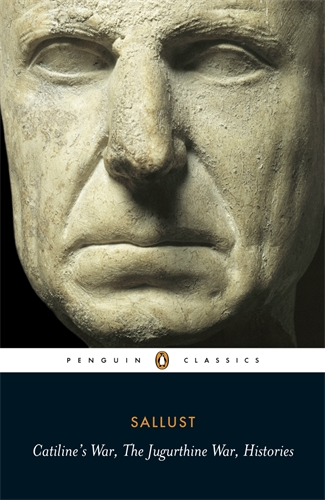 PENGUIN CLASSICS
SALLUST
Catiline's War, The Jugurthine War, Histories